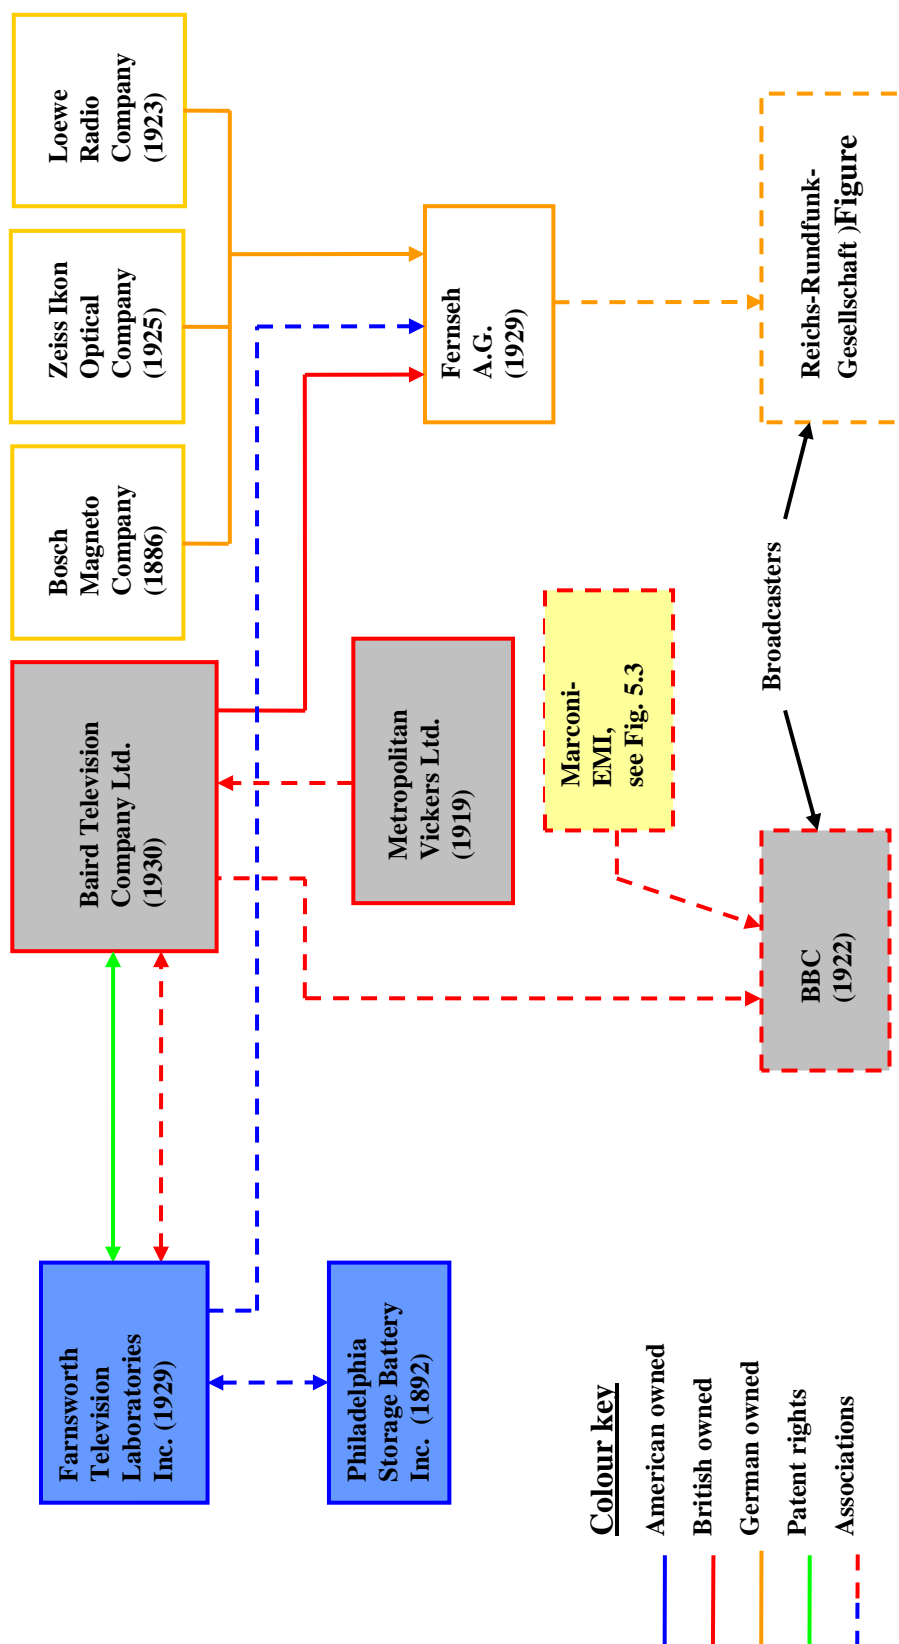 Farnsworth
Television
Laboratories
Inc. (1929)
Baird Television
Company Ltd.
(1930)
Bosch
Magneto
Company
(1886)
Zeiss Ikon
Optical
Company
(1925)
Loewe
Radio
Company
(1923)
Philadelphia
Storage Battery
Inc. (1892)
Metropolitan
Vickers Ltd.
(1919)
Fernseh
A.G.
(1929)
Marconi-
EMI,
see Fig. 5.3
BBC
(1922)
Broadcasters
Reichs-Rundfunk-
Gesellschaft )Figure
Colour key
American owned
British owned
German owned
Patent rights
Associations